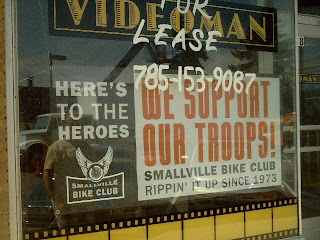 VIDEOMAN
FOR
LEASE
785-153-9087
HERE'S
TO THE
HEROES
SMALLVILLE
BIKE CLUB
WE SUPPORT
OUR TROOPS!
SMALLVILLE BIKE CLUB
RIPPIN' IT UP SINCE 1973